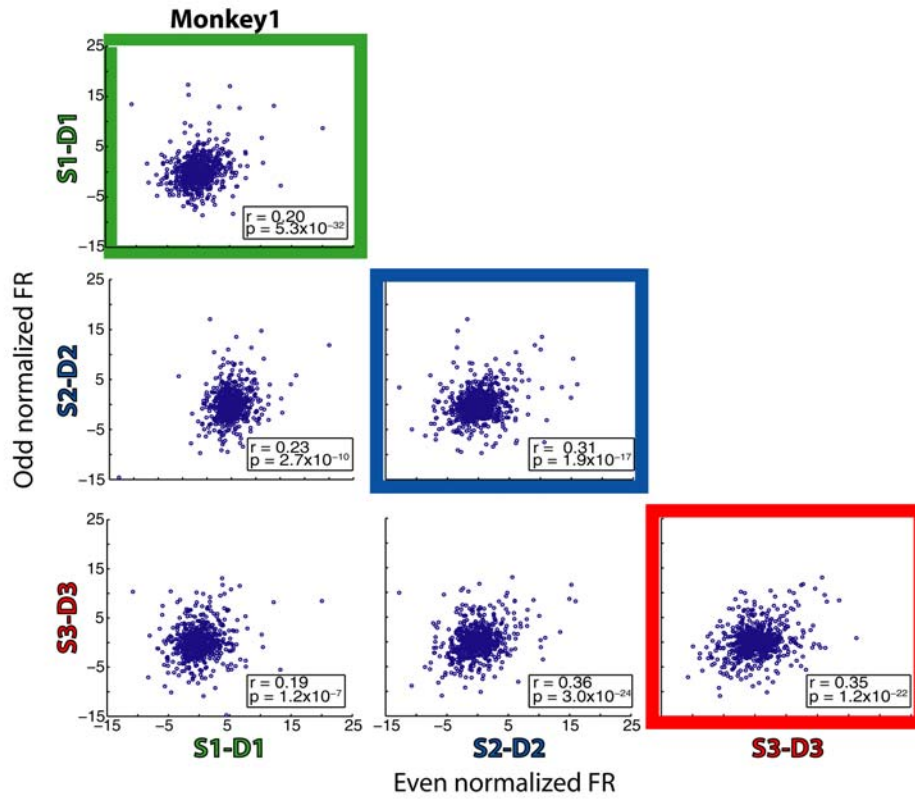 Monkey1
25
15
5
−5
−15
S1-D1
r = 0.20
p = 5.3x10−32
Odd normalized FR
25
15
5
−5
−15
S2-D2
r = 0.23
p = 2.7x10−10
r = 0.31
p = 1.9x10−17
25
15
5
−5
−15
S3-D3
r = 0.19
p = 1.2x10−7
r = 0.36
p = 3.0x10−24
r = 0.35
p = 1.2x10−22
−15 −5 5 15 25
−15 −5 5 15 25
S1-D1 S2-D2 S3-D3
Even normalized FR